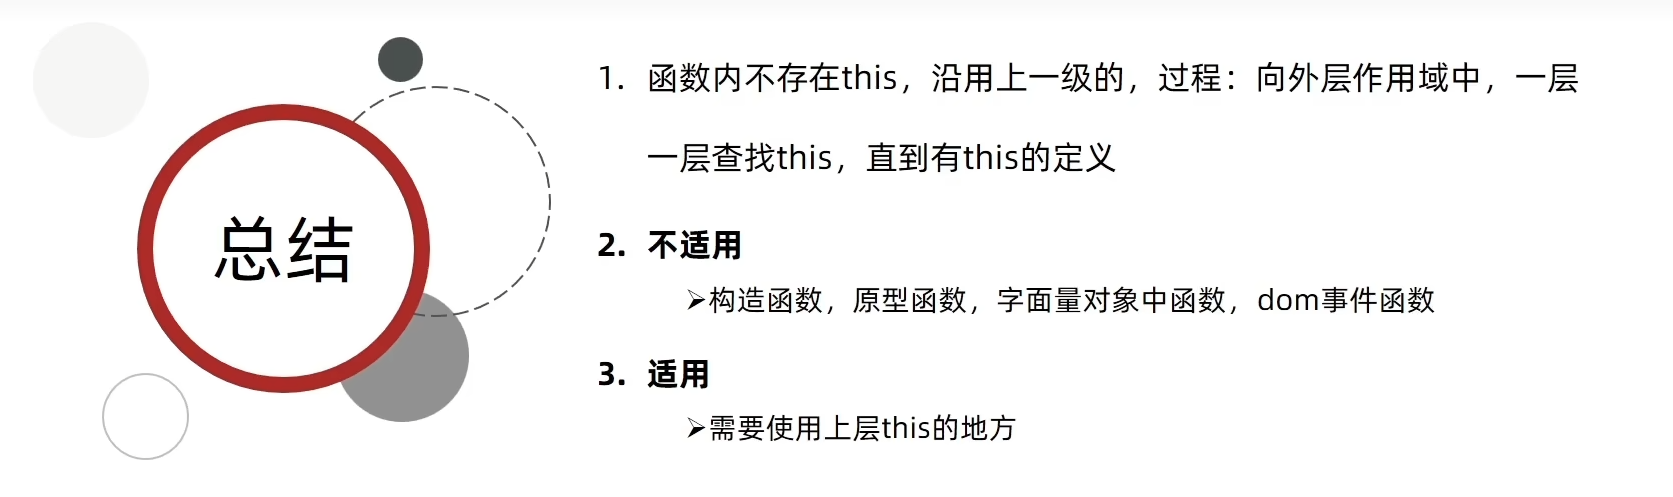 总结
1. 函数内不存在this，沿用上一级的，过程：向外层作用域中，一层
一层查找this，直到有this的定义
2. 不适用
➢构造函数，原型函数，字面量对象中函数，dom事件函数
3. 适用
➢需要使用上层this的地方